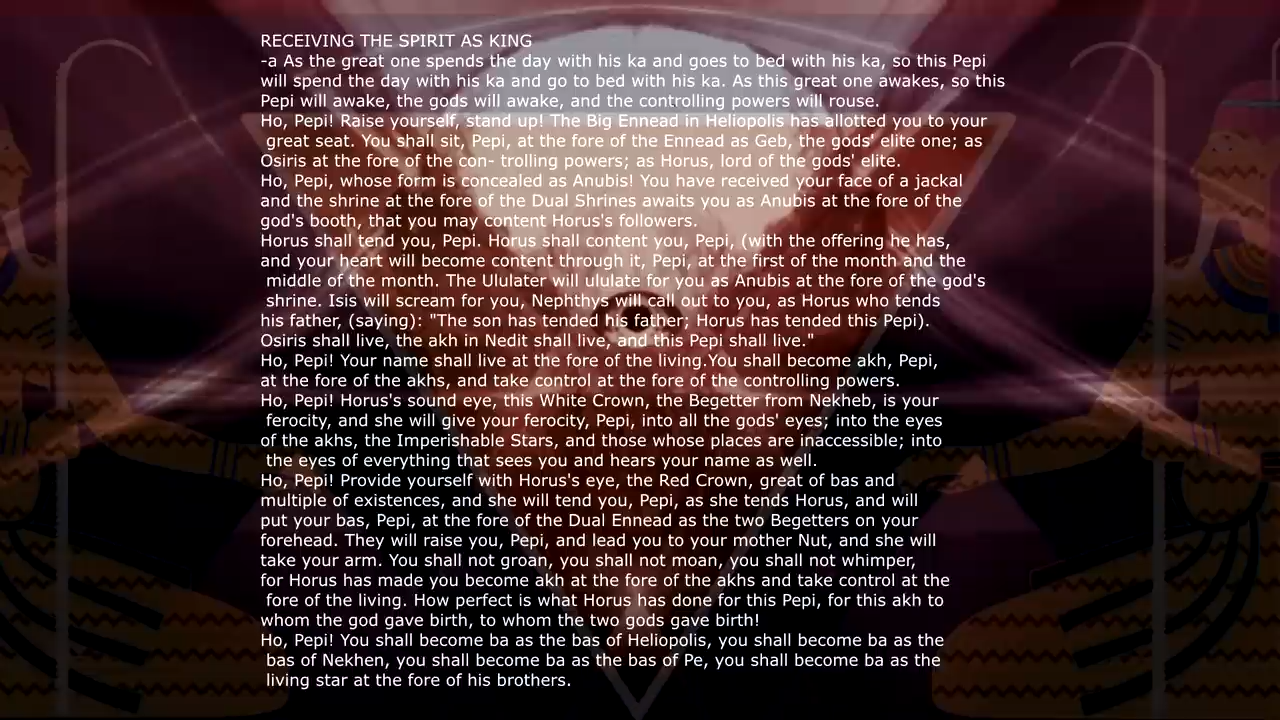 RECEIVING THE SPIRIT AS KING
-a As the great one spends the day with his ka and goes to bed with his ka, so this Pepi
will spend the day with his ka and go to bed with his ka. As this great one awakes, so this
Pepi will awake, the gods will awake, and the controlling powers will rouse.
Ho, Pepi! Raise yourself, stand up! The Big Ennead in Heliopolis has allotted you to your
great seat. You shall sit, Pepi, at the fore of the Ennead as Geb, the gods' elite one; as
Osiris at the fore of the con- trolling powers; as Horus, lord of the gods' elite.
Ho, Pepi, whose form is concealed as Anubis! You have received your face of a jackal
and the shrine at the fore of the Dual Shrines awaits you as Anubis at the fore of the
god's booth, that you may content Horus's followers.
Horus shall tend you, Pepi. Horus shall content you, Pepi, (with the offering he has,
and your heart will become content through it, Pepi, at the first of the month and the
middle of the month. The Ululater will ululate for you as Anubis at the fore of the god's
shrine. Isis will scream for you, Nephthys will call out to you, as Horus who tends
his father, (saying): "The son has tended his father; Horus has tended this Pepi).
Osiris shall live, the akh in Nedit shall live, and this Pepi shall live."
Ho, Pepi! Your name shall live at the fore of the living.You shall become akh, Pepi,
at the fore of the akhs, and take control at the fore of the controlling powers.
Ho, Pepi! Horus's sound eye, this White Crown, the Begetter from Nekheb, is your
ferocity, and she will give your ferocity, Pepi, into all the gods' eyes; into the eyes
of the akhs, the Imperishable Stars, and those whose places are inaccessible; into
the eyes of everything that sees you and hears your name as well.
Ho, Pepi! Provide yourself with Horus's eye, the Red Crown, great of bas and
multiple of existences, and she will tend you, Pepi, as she tends Horus, and will
put your bas, Pepi, at the fore of the Dual Ennead as the two Begetters on your
forehead. They will raise you, Pepi, and lead you to your mother Nut, and she will
take your arm. You shall not groan, you shall not moan, you shall not whimper,
for Horus has made you become akh at the fore of the akhs and take control at the
fore of the living. How perfect is what Horus has done for this Pepi, for this akh to
whom the god gave birth, to whom the two gods gave birth!
Ho, Pepi! You shall become ba as the bas of Heliopolis, you shall become ba as the
bas of Nekhen, you shall become ba as the bas of Pe, you shall become ba as the
living star at the fore of his brothers.